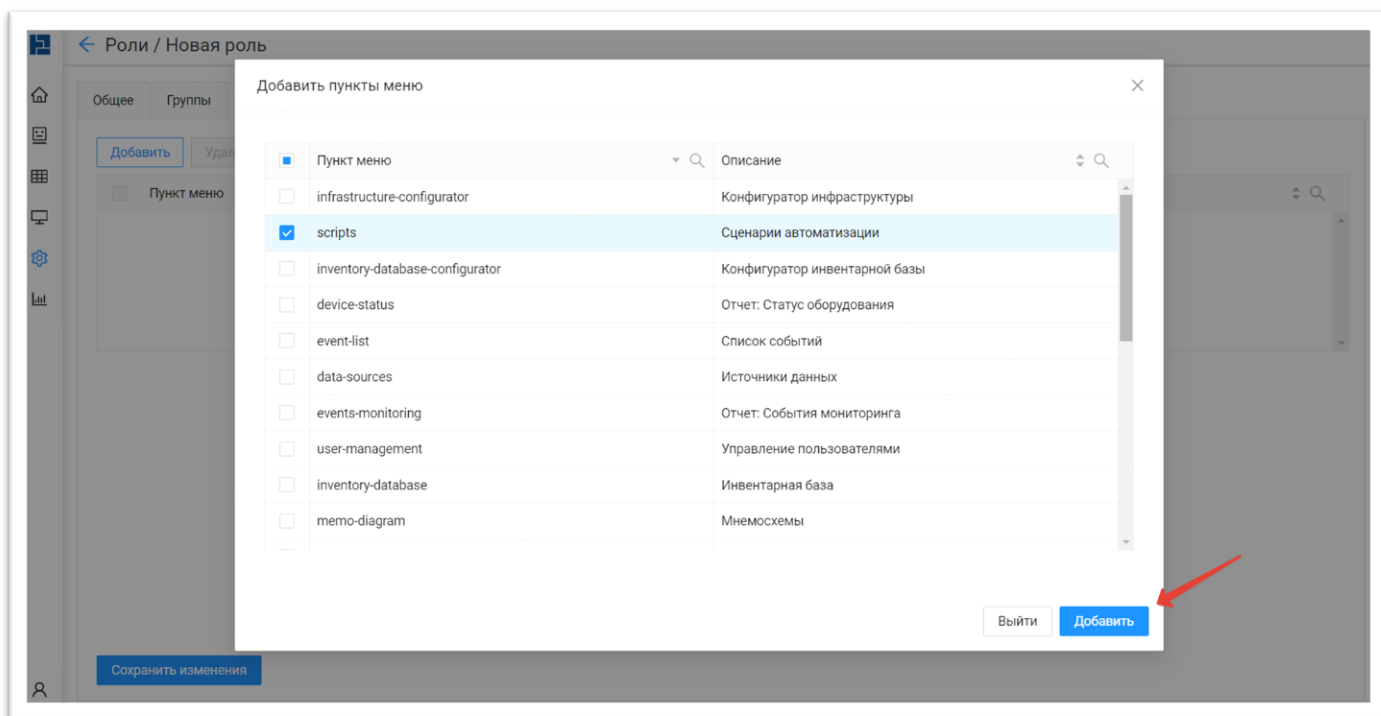 Роли / Новая роль
Добавить пункты меню
Общее Группы
Добавить Удал
Пункт меню Описание
Пункт меню
infrastructure-configurator Конфигуратор инфраструктуры
scripts Сценарии автоматизации
inventory-database-configurator Конфигуратор инвентарной базы
device-status Отчет: Статус оборудования
event-list Список событий
data-sources Источники данных
events-monitoring Отчет: События мониторинга
user-management Управление пользователями
inventory-database Инвентарная база
memo-diagram Мнемосхемы
Выйти Добавить
Сохранить изменения